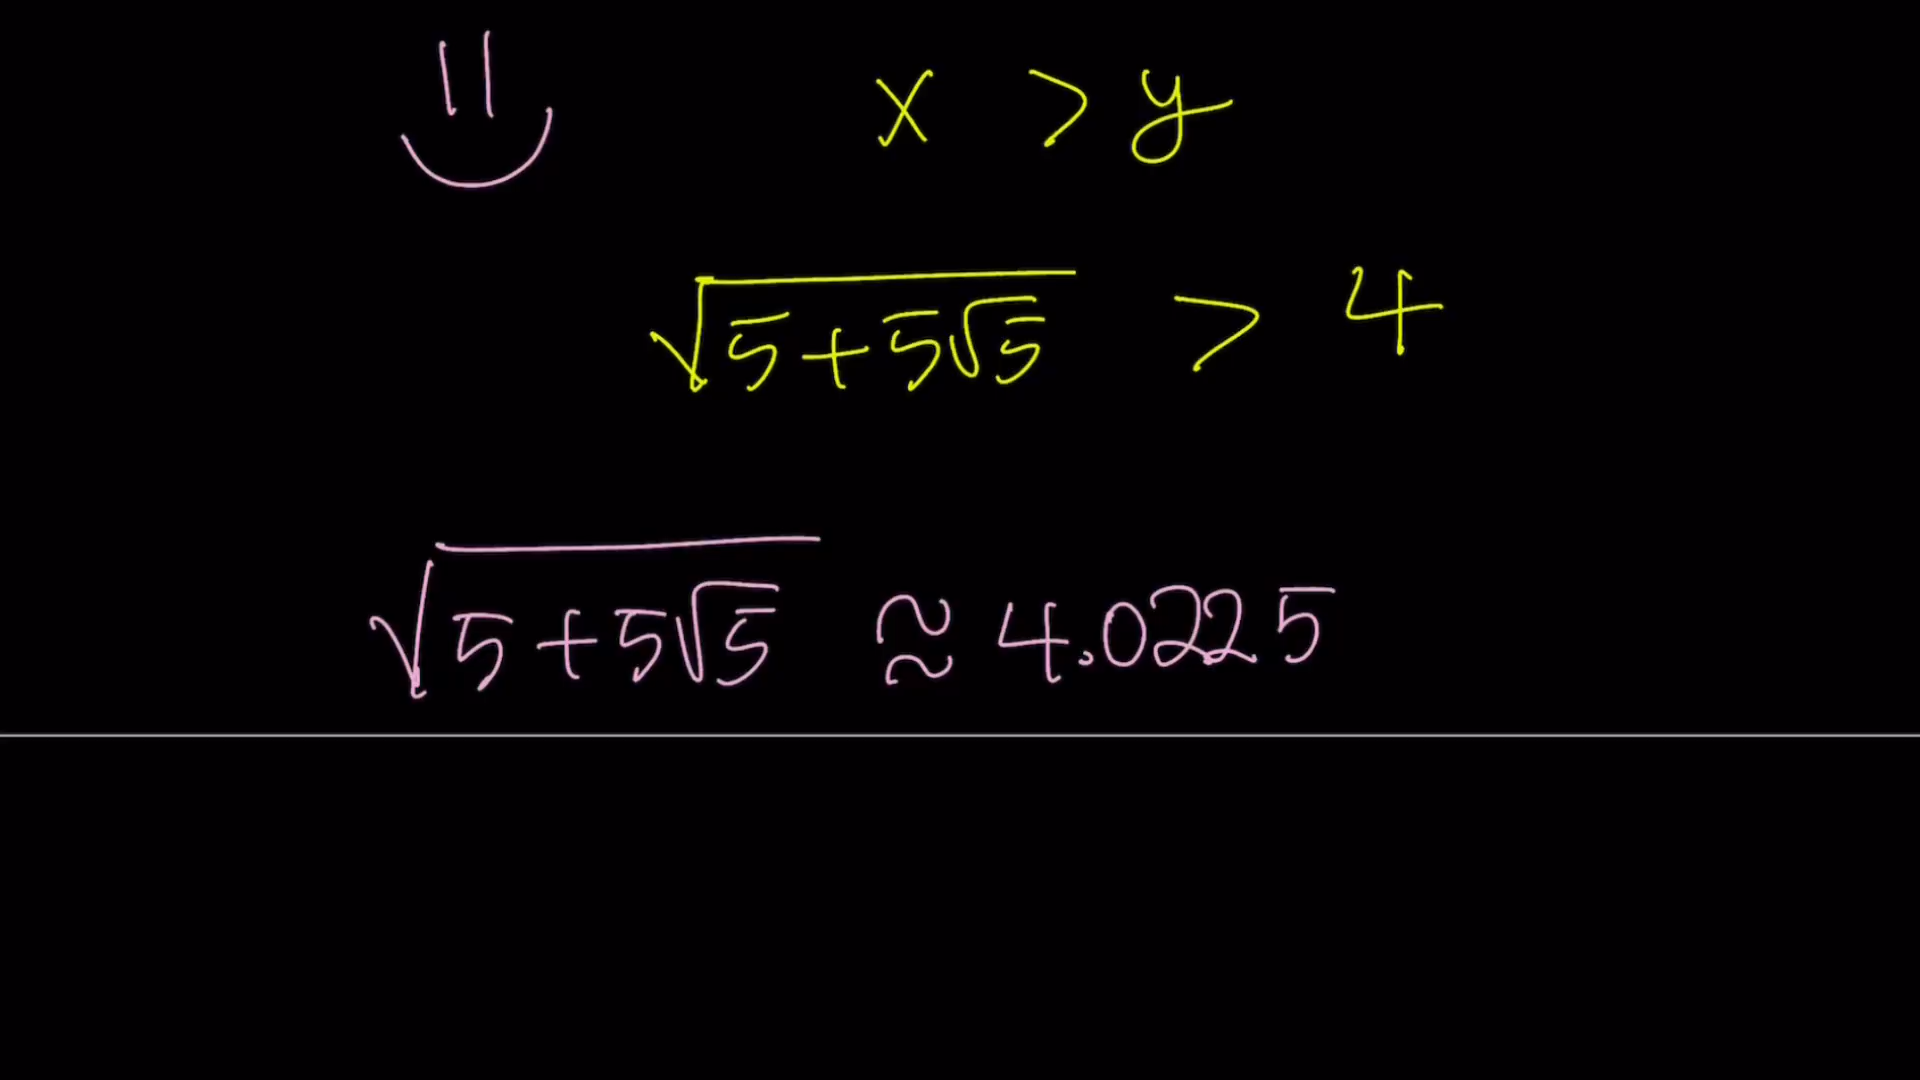 x > y
√(5+5√5) > 4
√(5+5√5) ≈ 4.0225